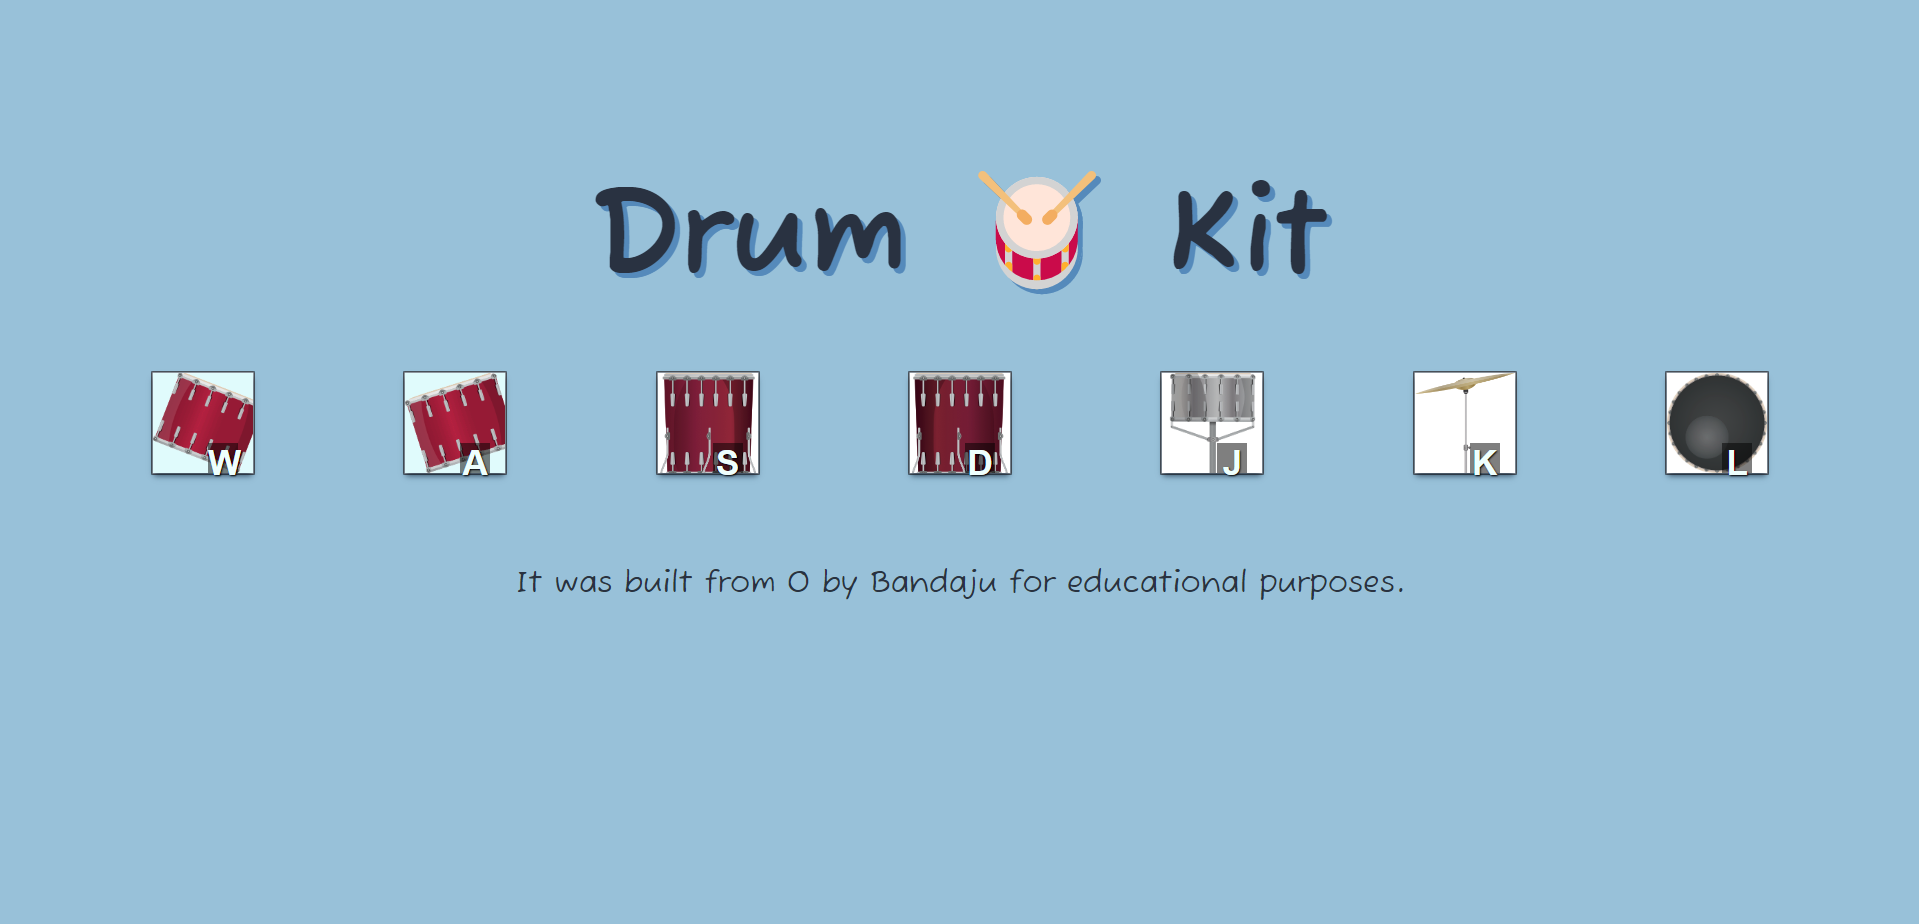 Drum 🥁 Kit
W A S D J K L
It was built from 0 by Bandaju for educational purposes.